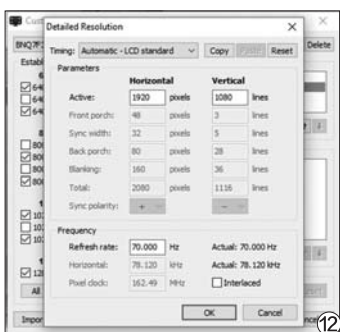 Detailed Resolution
Timing: Automatic - LCD standard Copy Paste Reset
Parameters
Horizontal Vertical
Active: 1920 pixels 1080 lines
Front porch: 48 pixels 3 lines
Sync width: 32 pixels 5 lines
Back porch: 80 pixels 28 lines
Blanking: 160 pixels 36 lines
Total: 2080 pixels 1116 lines
Sync polarity: + -
Frequency
Refresh rate: 70.000 Hz Actual: 70.000 Hz
Horizontal: 78.120 kHz Actual: 78.120 kHz
Pixel clock: 162.49 MHz Interlaced
OK Cancel
Delete
All
12